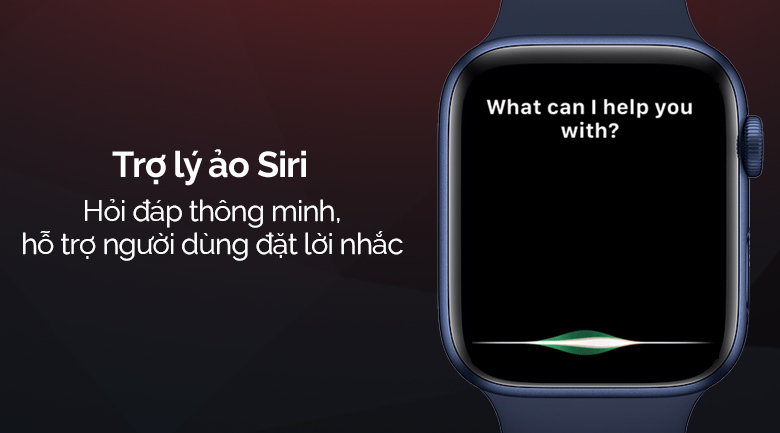 Trợ lý ảo Siri
Hỏi đáp thông minh,
hỗ trợ người dùng đặt lời nhắc
What can I help you
with?